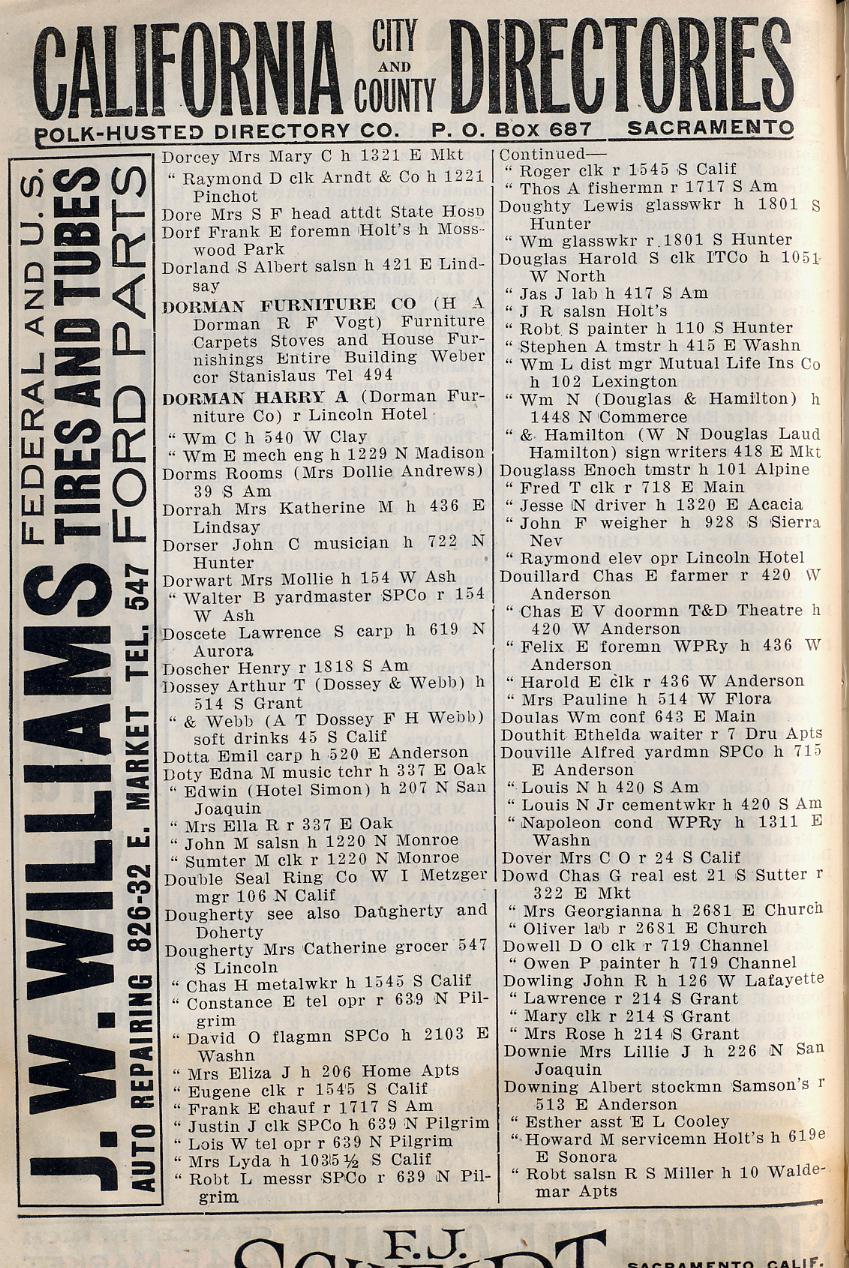 CALIFORNIA CITY AND COUNTY DIRECTORIES
POLK-HUSTED DIRECTORY CO. P. O. Box 687 SACRAMENTO
J. W. WILLIAMS
FEDERAL AND U. S.
TIRES AND TUBES
FORD PARTS
AUTO REPAIRING 826-32 E. MARKET TEL. 547
Dorcey Mrs Mary C h 1321 E Mkt
" Raymond D clk Arndt & Co h 1221
Pinchot
Dore Mrs S F head attdt State Hosp
Dorf Frank E foremn Holt's h Moss-
wood Park
Dorland S Albert salsn h 421 E Lind-
say
DORMAN FURNITURE CO (H A
Dorman R F Vogt) Furniture
Carpets Stoves and House Fur-
nishings Entire Building Weber
cor Stanislaus Tel 494
DORMAN HARRY A (Dorman Fur-
niture Co) r Lincoln Hotel
" Wm C h 540 W Clay
" Wm E mech eng h 1229 N Madison
Dorms Rooms (Mrs Dollie Andrews)
39 S Am
Dorrah Mrs Katherine M h 436 E
Lindsay
Dorser John C musician h 722 N
Hunter
Dorwart Mrs Mollie h 154 W Ash
" Walter B yardmaster SPCo r 154
W Ash
Doscete Lawrence S carp h 619 N
Aurora
Doscher Henry r 1818 S Am
Dossey Arthur T (Dossey & Webb) h
514 S Grant
" & Webb (A T Dossey F H Webb)
soft drinks 45 S Calif
Dotta Emil carp h 520 E Anderson
Doty Edna M music tchr h 337 E Oak
" Edwin (Hotel Simon) h 207 N San
Joaquin
" Mrs Ella R r 337 E Oak
" John M salsn h 1220 N Monroe
" Sumter M clk r 1220 N Monroe
Double Seal Ring Co W I Metzger
mgr 106 N Calif
Dougherty see also Daugherty and
Doherty
Dougherty Mrs Catherine grocer 547
S Lincoln
" Chas H metalwkr h 1545 S Calif
" Constance E tel opr r 639 N Pil-
grim
" David O flagmn SPCo h 2103 E
Washn
" Mrs Eliza J h 206 Home Apts
" Eugene clk r 1545 S Calif
" Frank E chauf r 1717 S Am
" Justin J clk SPCo h 639 N Pilgrim
" Lois W tel opr r 639 N Pilgrim
" Mrs Lyda h 1035½ S Calif
" Robt L messr SPCo r 639 N Pil-
grim
Continued—
" Roger clk r 1545 S Calif
" Thos A fishermn r 1717 S Am
Doughty Lewis glasswkr h 1801 S
Hunter
" Wm glasswkr r 1801 S Hunter
Douglas Harold S clk ITCo h 1051
W North
" Jas J lab h 417 S Am
" J R salsn Holt's
" Robt S painter h 110 S Hunter
" Stephen A tmstr h 415 E Washn
" Wm L dist mgr Mutual Life Ins Co
h 102 Lexington
" Wm N (Douglas & Hamilton) h
1448 N Commerce
" & Hamilton (W N Douglas Laud
Hamilton) sign writers 418 E Mkt
Douglass Enoch tmstr h 101 Alpine
" Fred T clk r 718 E Main
" Jesse N driver h 1320 E Acacia
" John F weigher h 928 S Sierra
Nev
" Raymond elev opr Lincoln Hotel
Douillard Chas E farmer r 420 W
Anderson
" Chas E V doormn T&D Theatre h
420 W Anderson
" Felix E foremn WPRy h 436 W
Anderson
" Harold E clk r 436 W Anderson
" Mrs Pauline h 514 W Flora
Doulas Wm conf 643 E Main
Douthit Ethelda waiter r 7 Dru Apts
Douville Alfred yardmn SPCo h 715
E Anderson
" Louis N h 420 S Am
" Louis N Jr cementwkr h 420 S Am
" Napoleon cond WPRy h 1311 E
Washn
Dover Mrs C O r 24 S Calif
Dowd Chas G real est 21 S Sutter r
322 E Mkt
" Mrs Georgianna h 2681 E Church
" Oliver lab r 2681 E Church
Dowell D O clk r 719 Channel
" Owen P painter h 719 Channel
Dowling John R h 126 W Lafayette
" Lawrence r 214 S Grant
" Mary clk r 214 S Grant
" Mrs Rose h 214 S Grant
Downie Mrs Lillie J h 226 N San
Joaquin
Downing Albert stockmn Samson's r
513 E Anderson
" Esther asst E L Cooley
" Howard M servicemn Holt's h 619e
E Sonora
" Robt salsn R S Miller h 10 Walde-
mar Apts
F. J.
SACRAMENTO, CALIF.